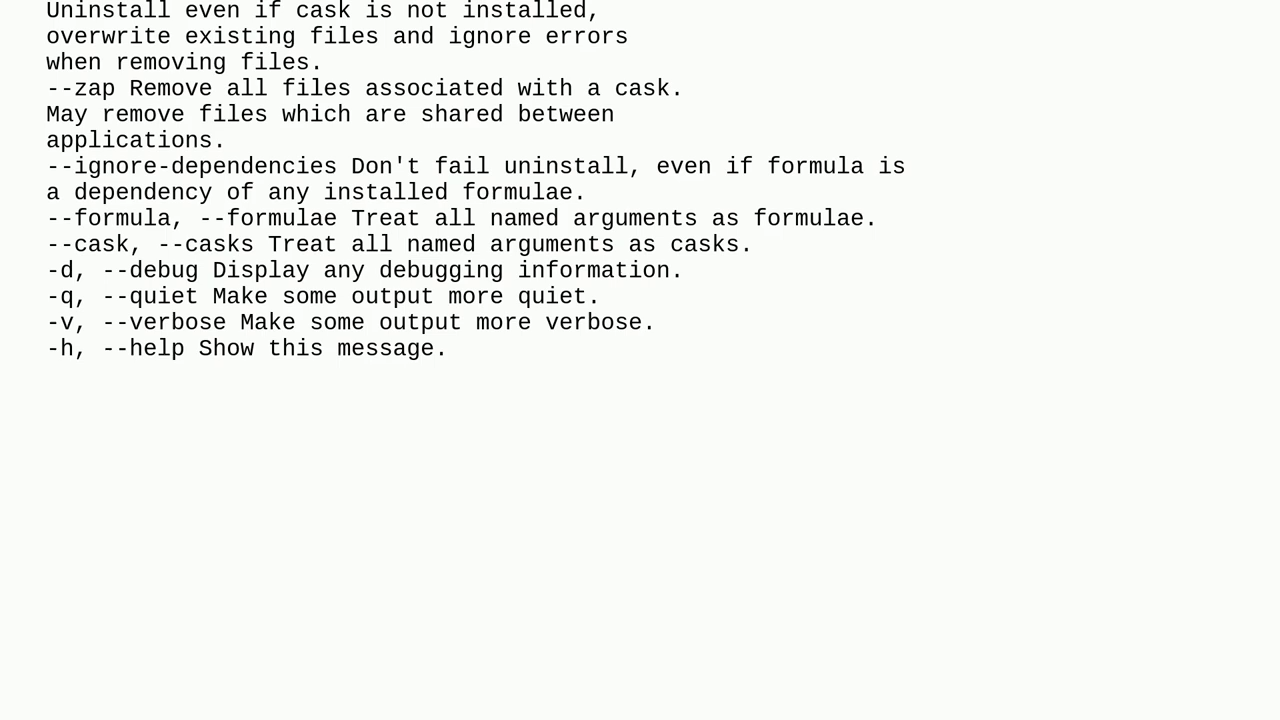 Uninstall even if cask is not installed,
overwrite existing files and ignore errors
when removing files.
--zap Remove all files associated with a cask.
May remove files which are shared between
applications.
--ignore-dependencies Don't fail uninstall, even if formula is
a dependency of any installed formulae.
--formula, --formulae Treat all named arguments as formulae.
--cask, --casks Treat all named arguments as casks.
-d, --debug Display any debugging information.
-q, --quiet Make some output more quiet.
-v, --verbose Make some output more verbose.
-h, --help Show this message.